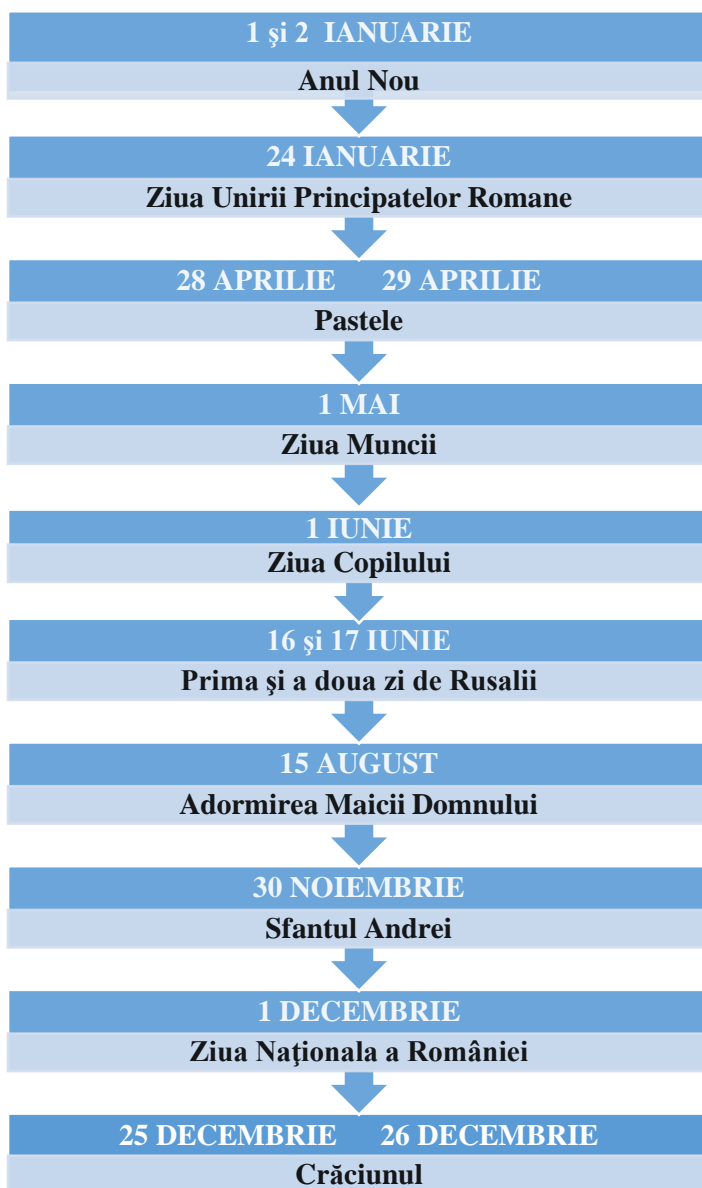 1 şi 2 IANUARIE
Anul Nou
24 IANUARIE
Ziua Unirii Principatelor Romane
28 APRILIE 29 APRILIE
Pastele
1 MAI
Ziua Muncii
1 IUNIE
Ziua Copilului
16 şi 17 IUNIE
Prima şi a doua zi de Rusalii
15 AUGUST
Adormirea Maicii Domnului
30 NOIEMBRIE
Sfantul Andrei
1 DECEMBRIE
Ziua Naţionala a României
25 DECEMBRIE 26 DECEMBRIE
Crăciunul